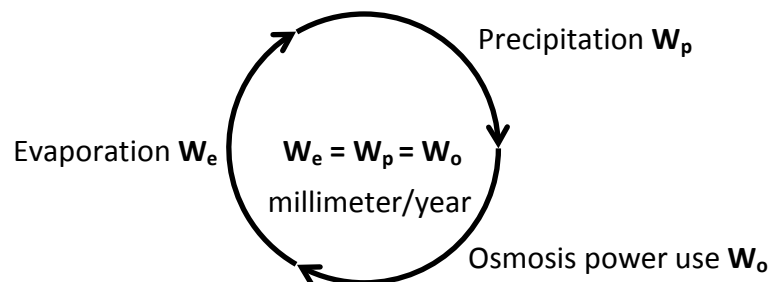 Precipitation Wp
Evaporation We
We = Wp = Wo
millimeter/year
Osmosis power use Wo